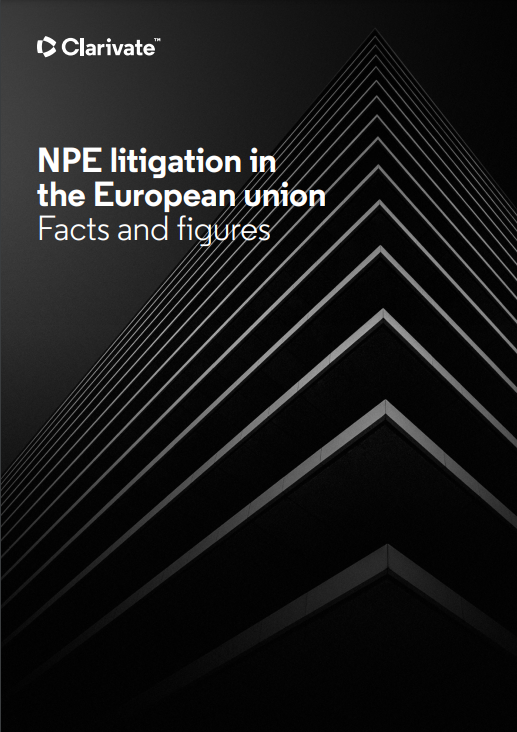 Clarivate™
NPE litigation in
the European union
Facts and figures